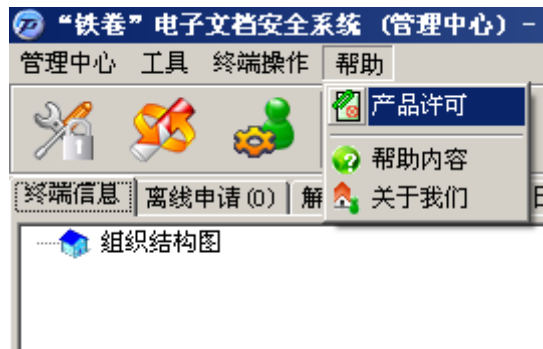 “铁卷”电子文档安全系统（管理中心）-
管理中心 工具 终端操作 帮助
产品许可
帮助内容
关于我们
终端信息 离线申请(0) 解
组织结构图